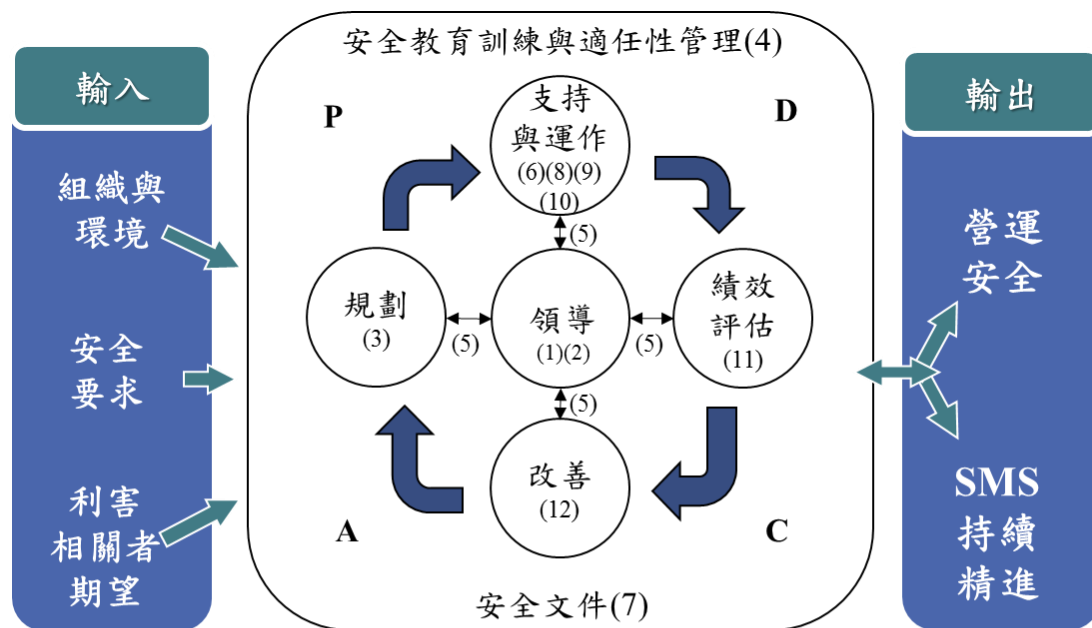 輸入
組織與
環境
安全
要求
利害
相關者
期望
安全教育訓練與適任性管理(4)
P
D
支持
與運作
(6)(8)(9)
(10)
(5)
規劃
(3)
(5)
領導
(1)(2)
(5)
績效
評估
(11)
(5)
改善
(12)
A
C
安全文件(7)
輸出
營運
安全
SMS
持續
精進